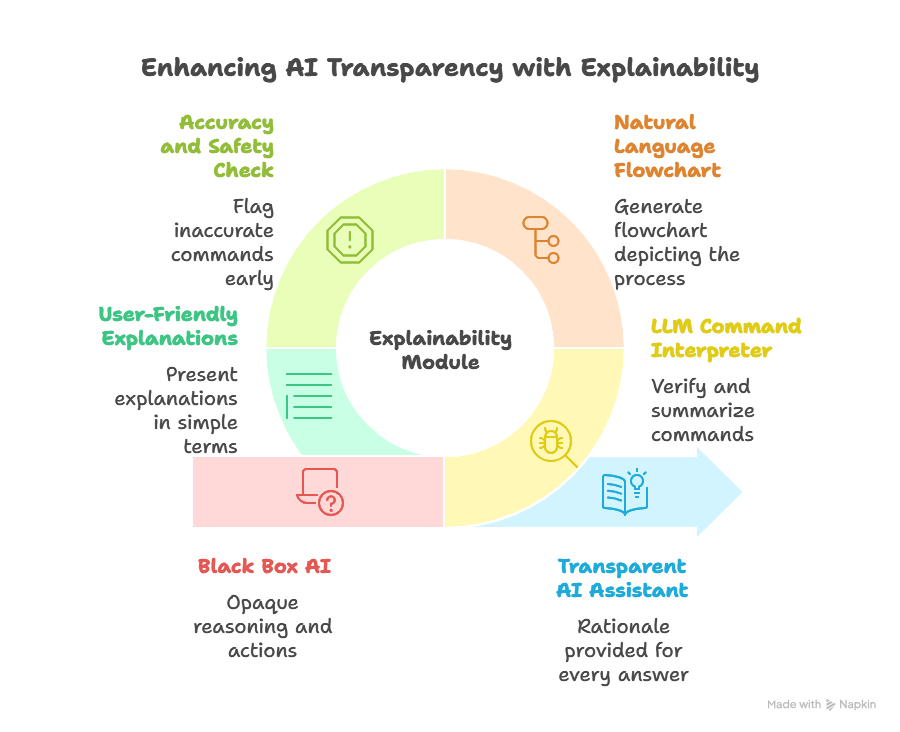 Enhancing AI Transparency with Explainability
Accuracy
and Safety
Check
Flag
inaccurate
commands
early
Natural
Language
Flowchart
Generate
flowchart
depicting the
process
User-Friendly
Explanations
Present
explanations
in simple
terms
Explainability
Module
LLM Command
Interpreter
Verify and
summarize
commands
Black Box AI
Opaque
reasoning and
actions
Transparent
AI Assistant
Rationale
provided for
every answer
Made with Napkin